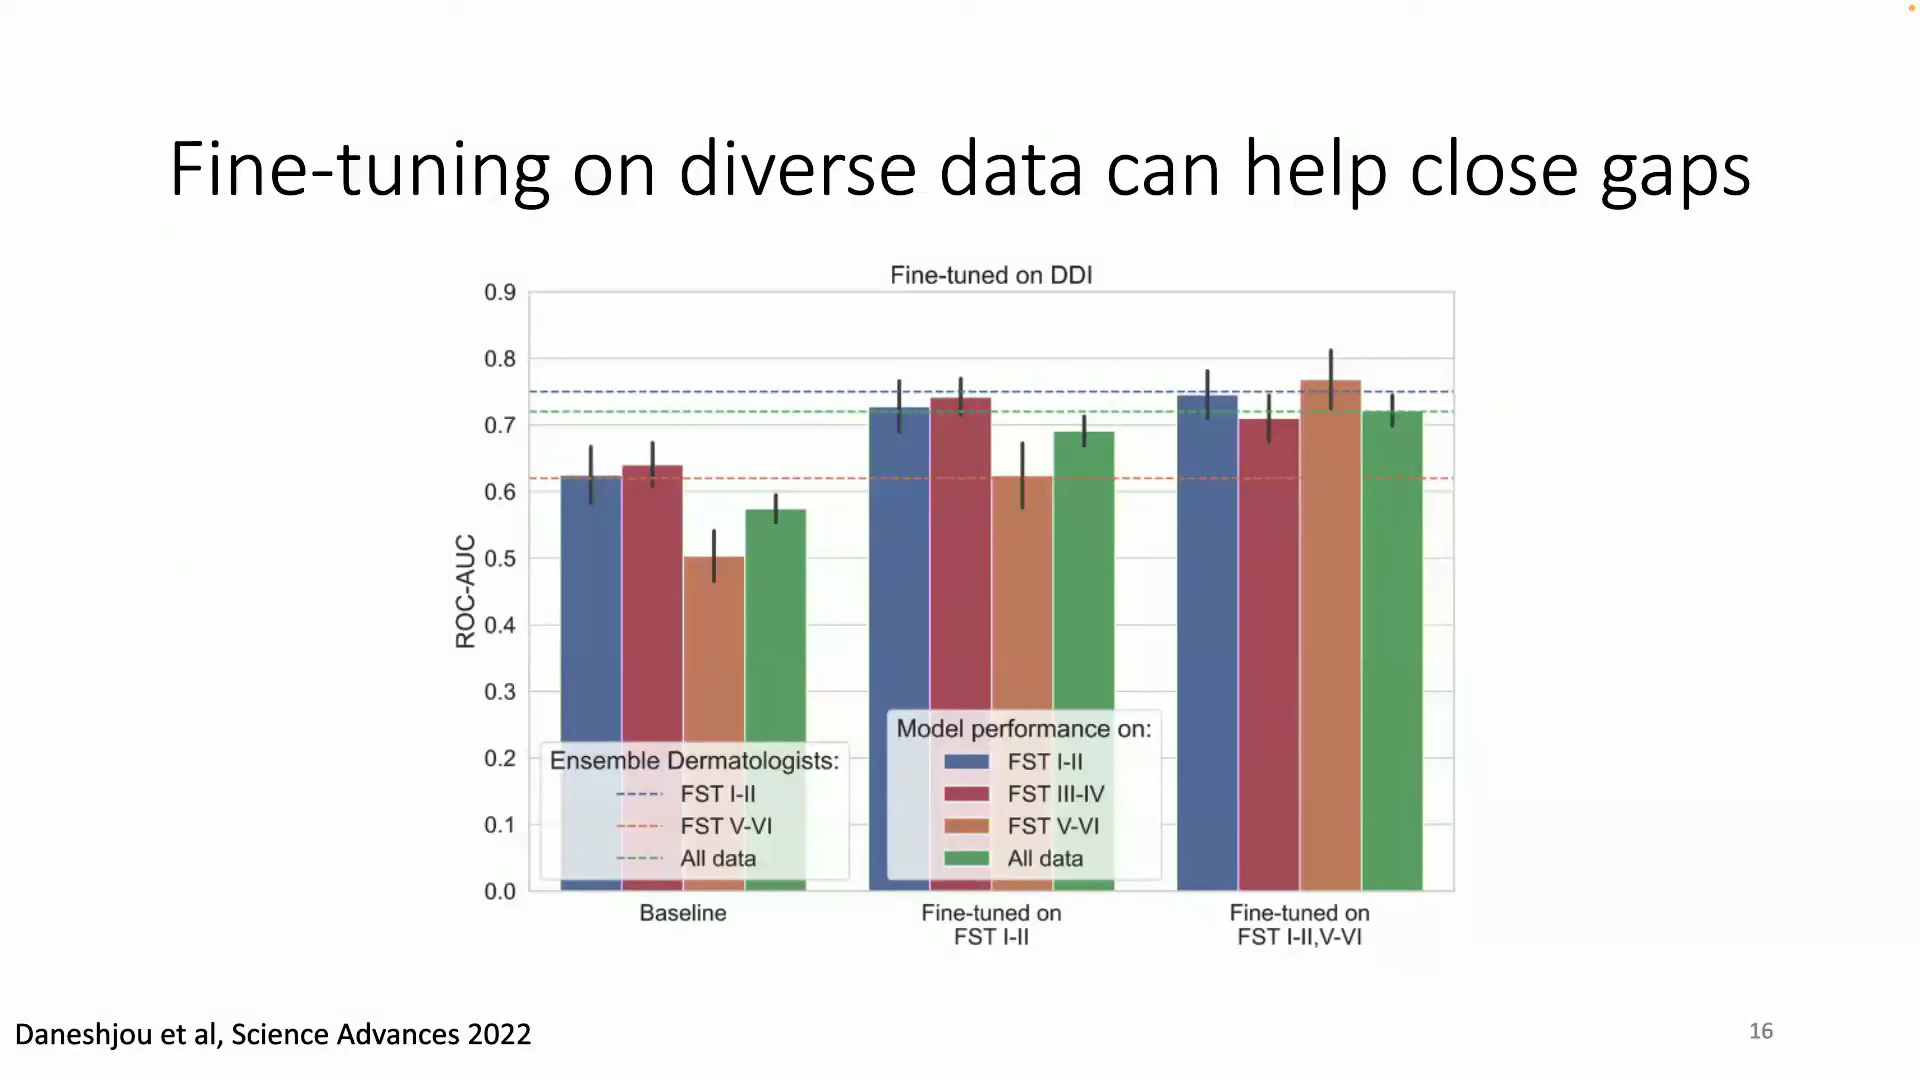 Fine-tuning on diverse data can help close gaps
Fine-tuned on DDI
0.9
0.8
0.7
0.6
0.5
0.4
0.3
0.2
0.1
0.0
ROC-AUC
Ensemble Dermatologists:
FST I-II
FST V-VI
All data
Model performance on:
FST I-II
FST III-IV
FST V-VI
All data
Baseline
Fine-tuned on
FST I-II
Fine-tuned on
FST I-II,V-VI
Daneshjou et al, Science Advances 2022
16